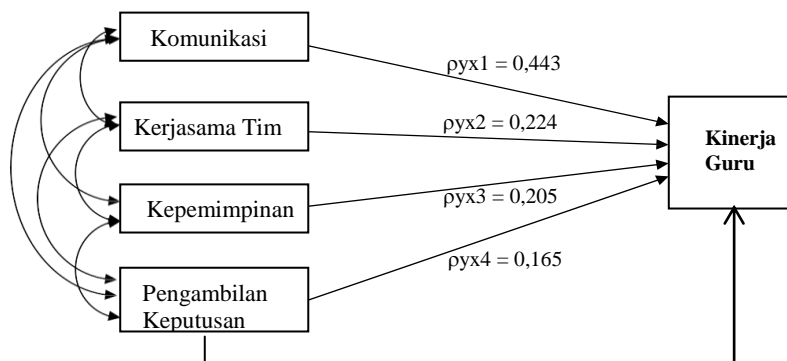 Komunikasi
ρyx1 = 0,443
Kerjasama Tim
ρyx2 = 0,224
Kinerja
Guru
Kepemimpinan
ρyx3 = 0,205
ρyx4 = 0,165
Pengambilan
Keputusan